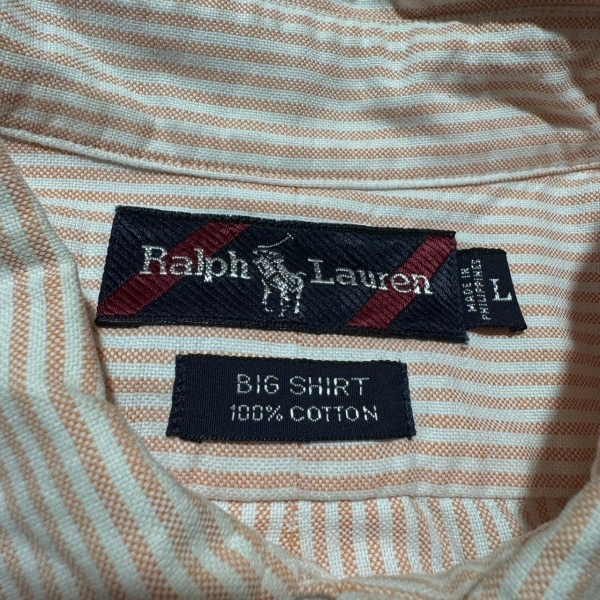 Ralph Lauren
MADE IN
PHILIPPINES
L
BIG SHIRT
100% COTTON